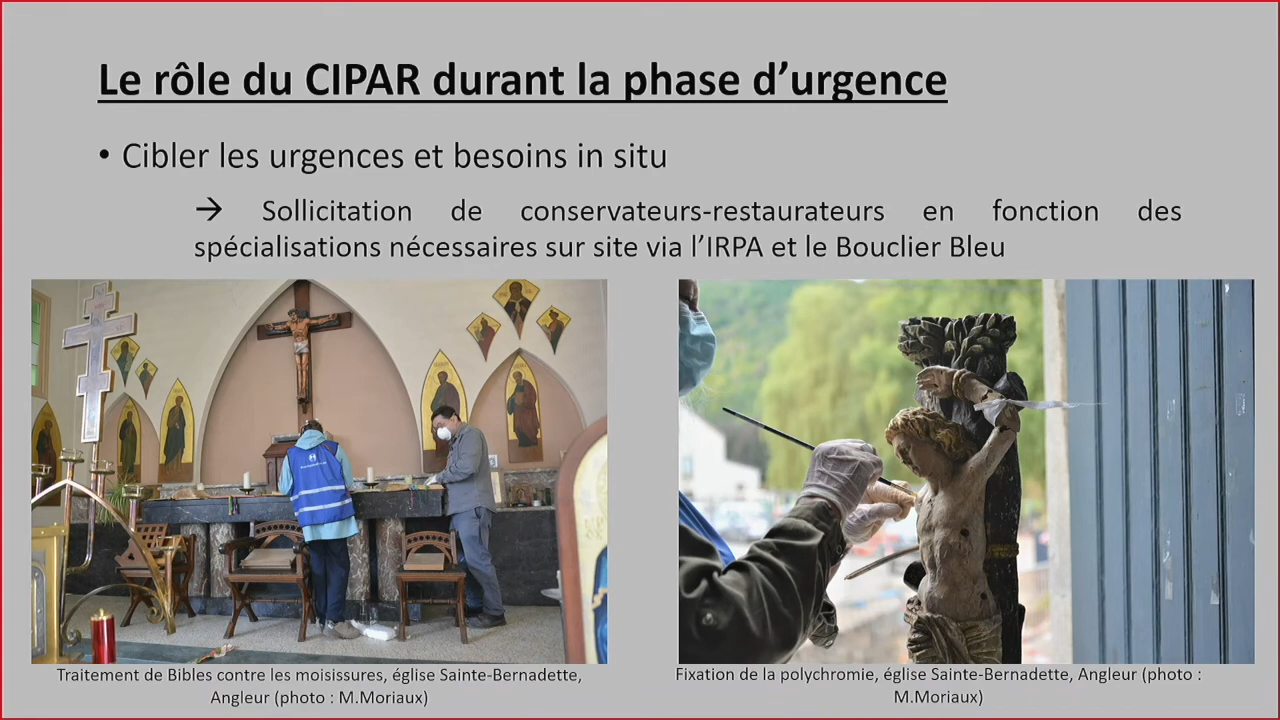 Le rôle du CIPAR durant la phase d’urgence
• Cibler les urgences et besoins in situ
→ Sollicitation de conservateurs-restaurateurs en fonction des
spécialisations nécessaires sur site via l’IRPA et le Bouclier Bleu
Traitement de Bibles contre les moisissures, église Sainte-Bernadette,
Angleur (photo : M.Moriaux)
Fixation de la polychromie, église Sainte-Bernadette, Angleur (photo :
M.Moriaux)